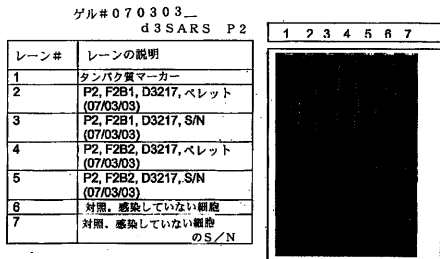 ゲル#070303_
d3SARS P2
1 2 3 4 5 6 7
レーン# レーンの説明
1 タンパク質マーカー
2 P2, F2B1, D3217, ペレット
(07/03/03)
3 P2, F2B1, D3217, S/N
(07/03/03)
4 P2, F2B2, D3217, ペレット
(07/03/03)
5 P2, F2B2, D3217, S/N
(07/03/03)
6 対照, 感染していない細胞
7 対照、感染していない細胞
のS/N